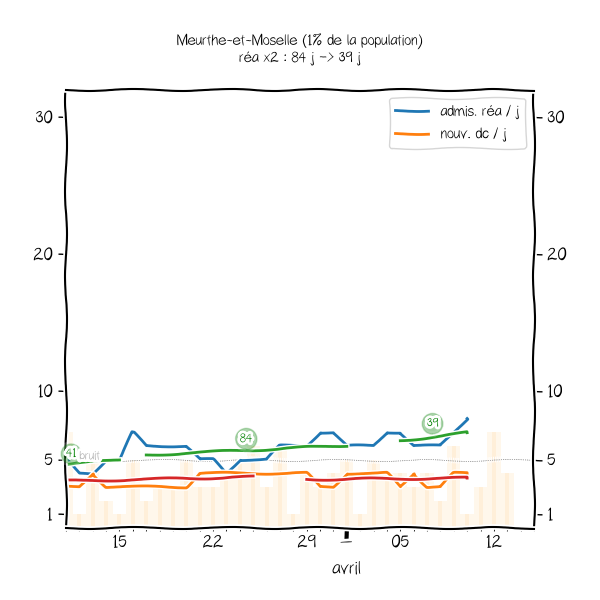 Meurthe-et-Moselle (1% de la population)
réa x2 : 84 j -> 39 j
admis. réa / j
nouv. dc / j
30 30
20 20
10 10
5 5
1 1
41 bruit
84
39
15 22 29 05 12
avril